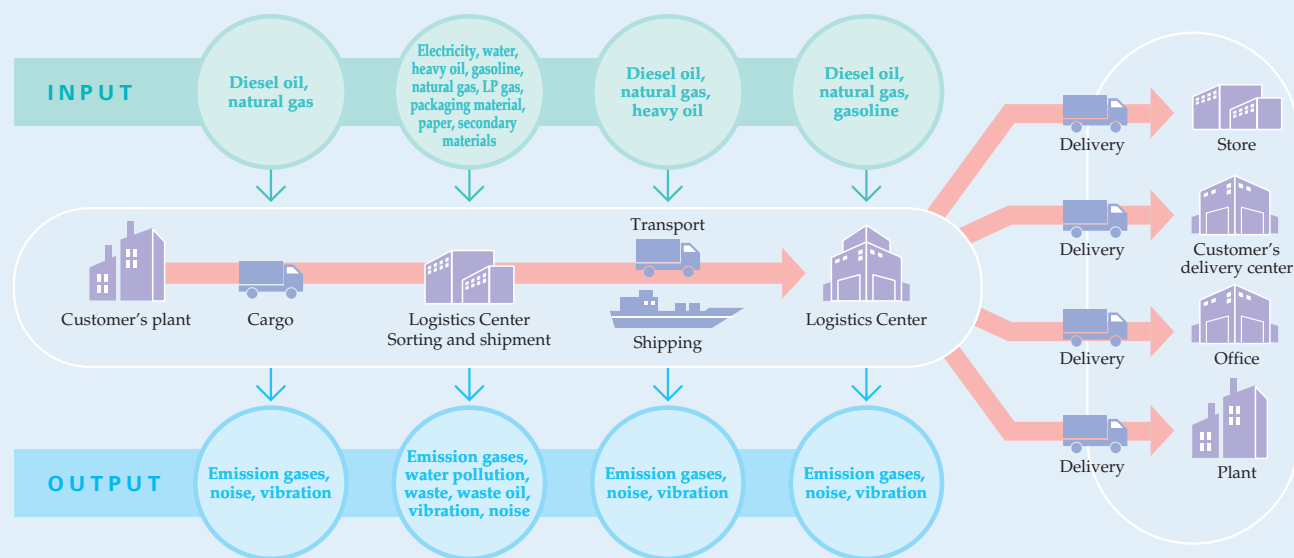 INPUT
Diesel oil,
natural gas
Electricity, water,
heavy oil, gasoline,
natural gas, LP gas,
packaging material,
paper, secondary
materials
Diesel oil,
natural gas,
heavy oil
Diesel oil,
natural gas,
gasoline
Customer’s plant
Cargo
Logistics Center
Sorting and shipment
Transport
Shipping
Logistics Center
Delivery
Store
Delivery
Customer’s
delivery center
Delivery
Office
Delivery
Plant
OUTPUT
Emission gases,
noise, vibration
Emission gases,
water pollution,
waste, waste oil,
vibration, noise
Emission gases,
noise, vibration
Emission gases,
noise, vibration